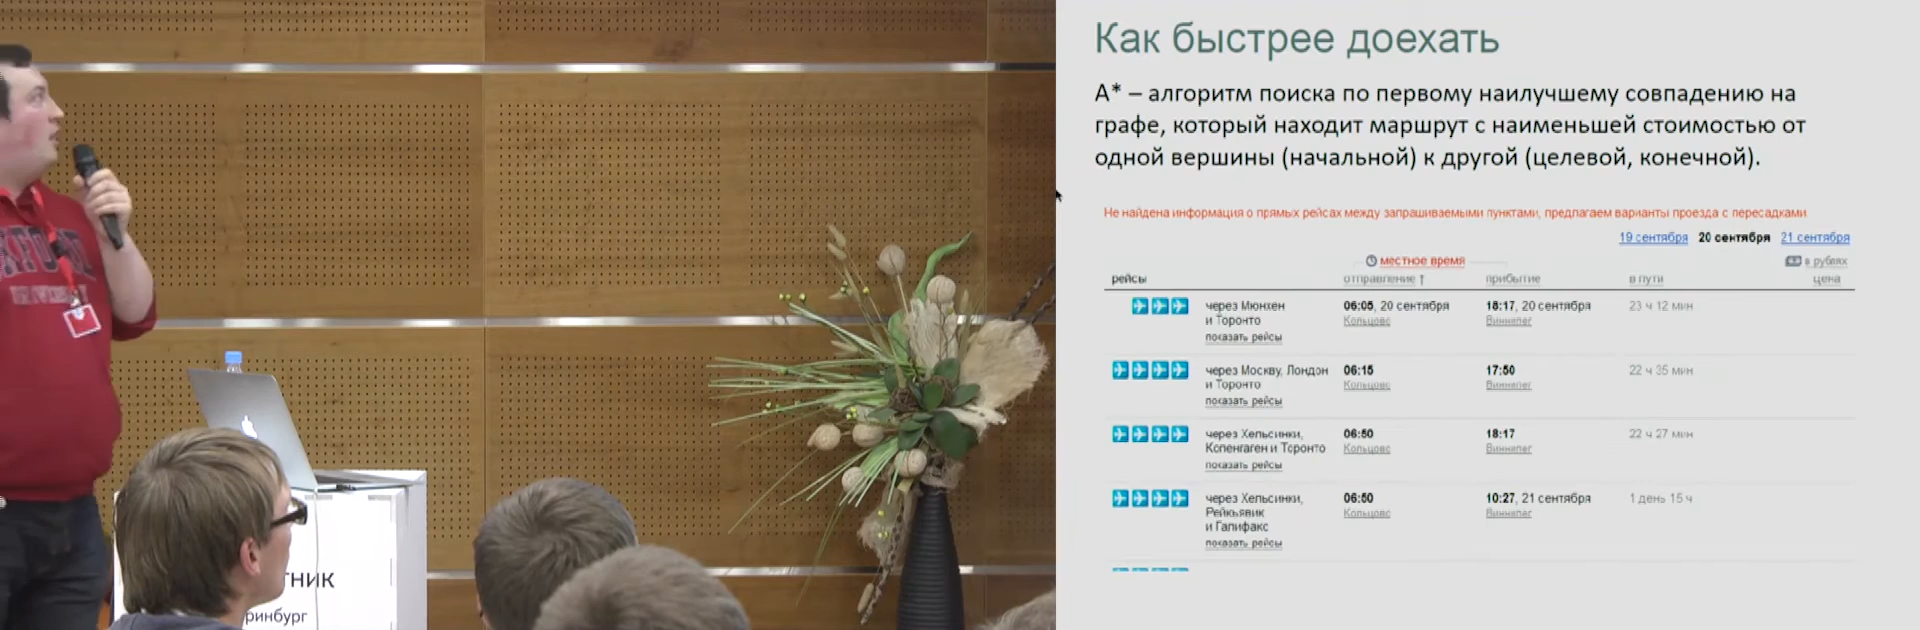 Как быстрее доехать
А* – алгоритм поиска по первому наилучшему совпадению на
графе, который находит маршрут с наименьшей стоимостью от
одной вершины (начальной) к другой (целевой, конечной).
Не найдена информация о прямых рейсах между запрашиваемыми пунктами, предлагаем варианты проезда с пересадками
19 сентября 20 сентября 21 сентября
местное время в рублях
рейсы отправление ↑ прибытие в пути цена
через Мюнхен 06:05, 20 сентября 18:17, 20 сентября 23 ч 12 мин
и Торонто Кольцово Виннипег
показать рейсы
через Москву, Лондон 06:15 17:50 22 ч 35 мин
и Торонто Кольцово Виннипег
показать рейсы
через Хельсинки, 06:50 18:17 22 ч 27 мин
Копенгаген и Торонто Кольцово Виннипег
показать рейсы
через Хельсинки, 06:50 10:27, 21 сентября 1 день 15 ч
Рейкьявик Кольцово Виннипег
и Галифакс
показать рейсы
тник
ринбург